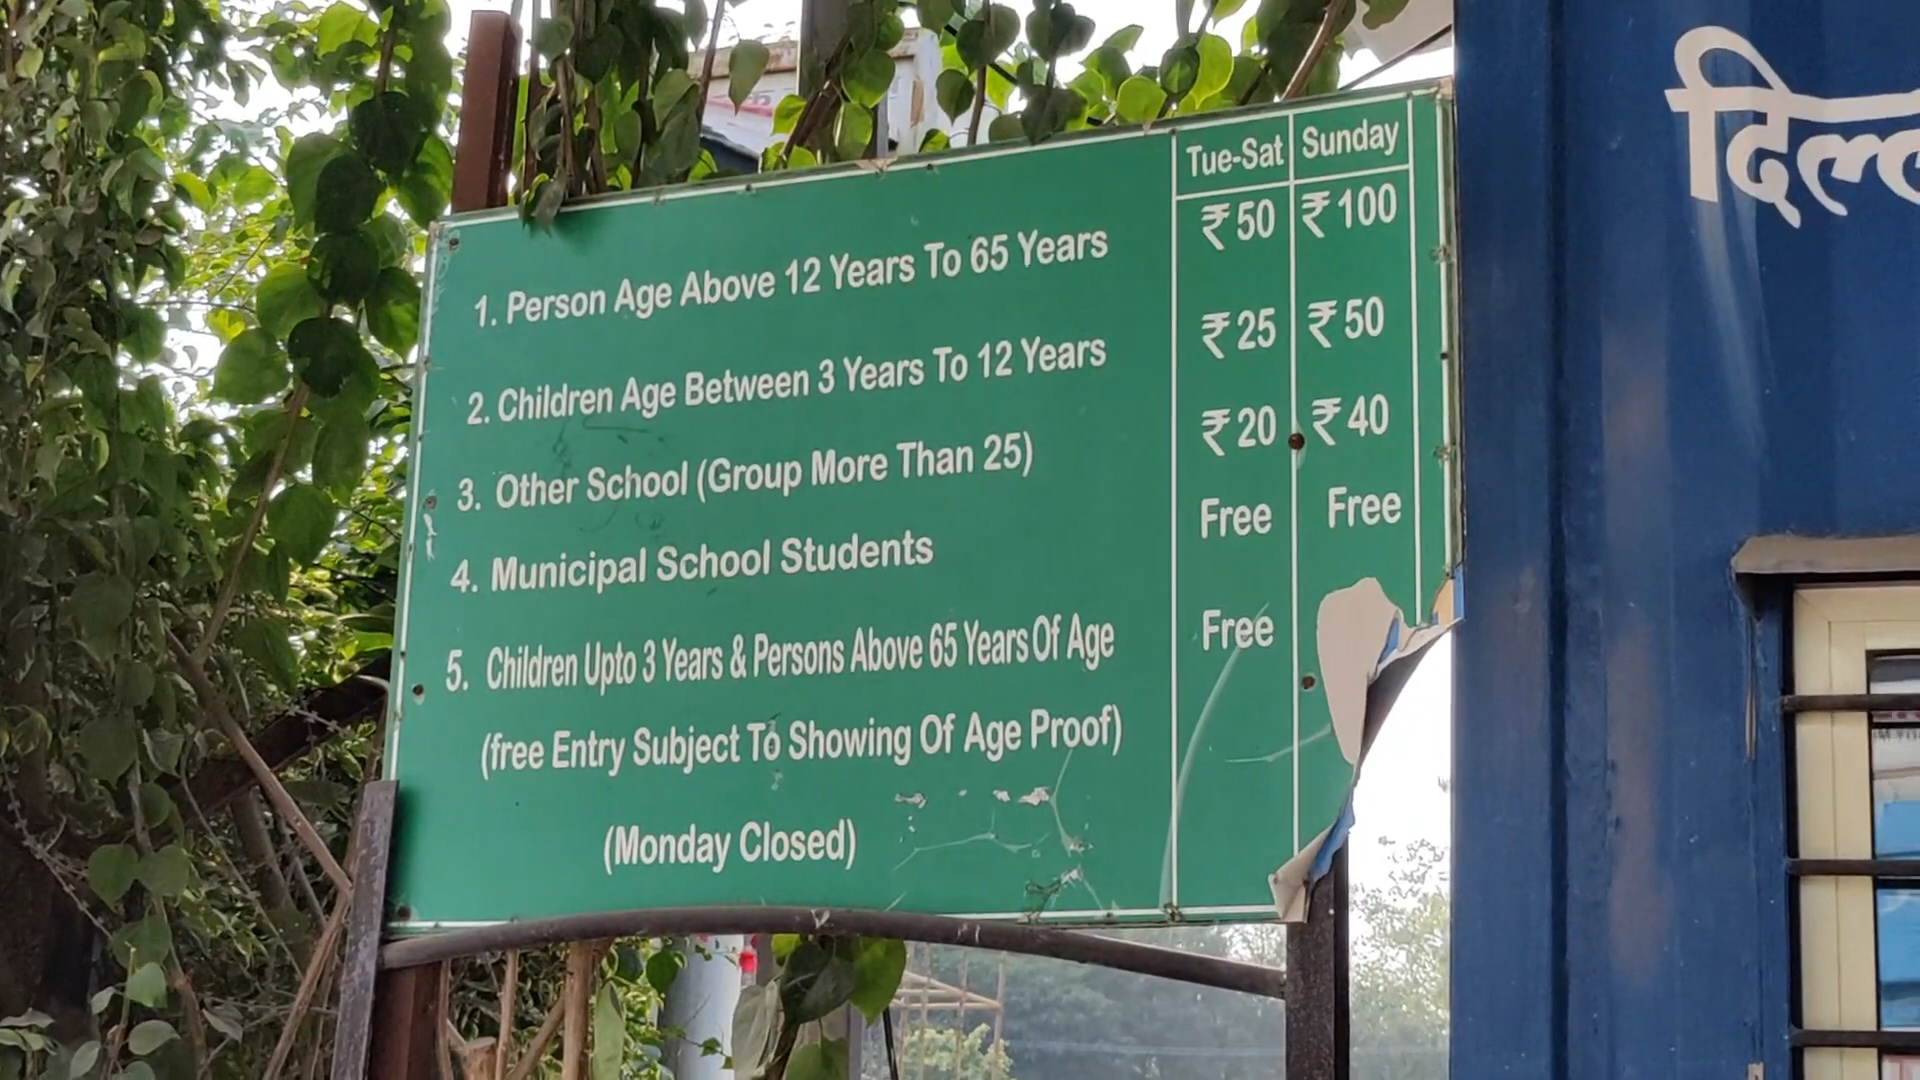 Tue-Sat Sunday
1. Person Age Above 12 Years To 65 Years ₹50 ₹100
2. Children Age Between 3 Years To 12 Years ₹25 ₹50
3. Other School (Group More Than 25) ₹20 ₹40
4. Municipal School Students Free Free
5. Children Upto 3 Years & Persons Above 65 Years Of Age Free
(free Entry Subject To Showing Of Age Proof)
(Monday Closed)